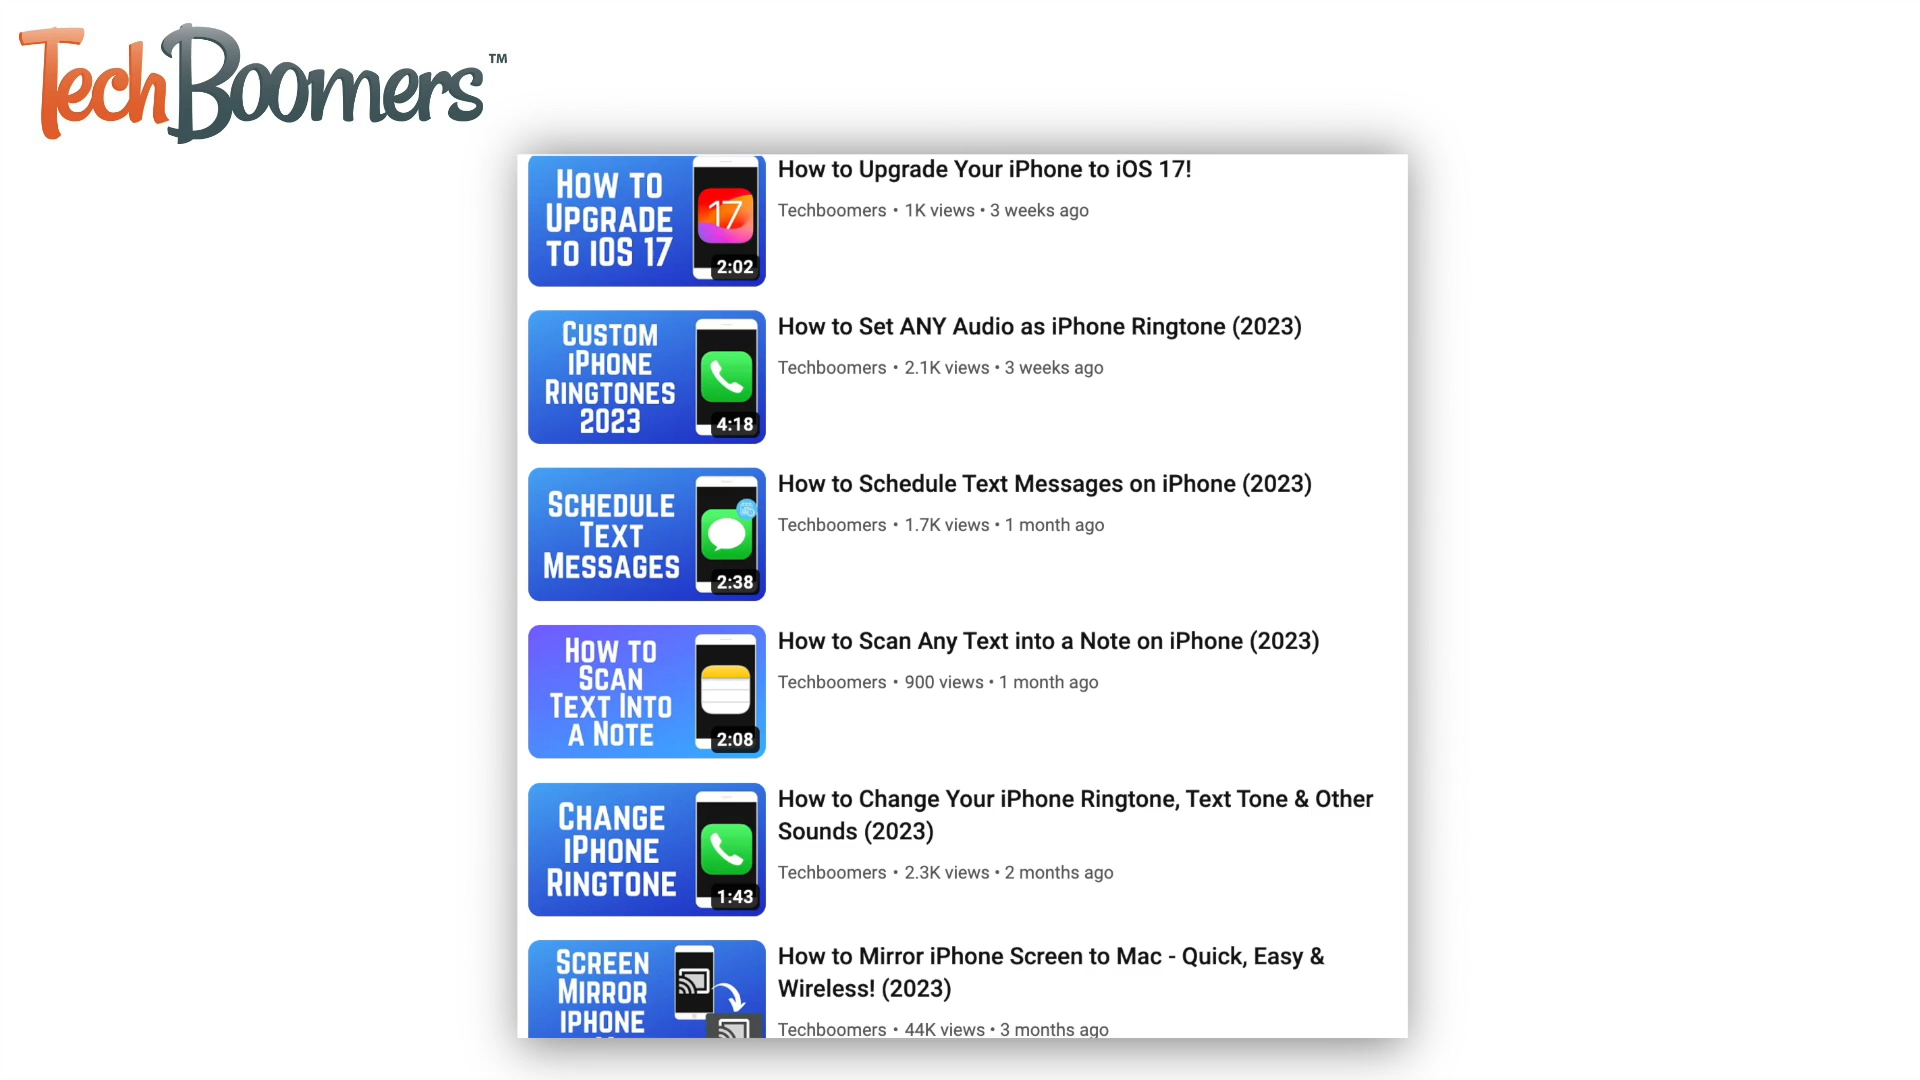 TechBoomers™
How to
Upgrade
to iOS 17
17
2:02
How to Upgrade Your iPhone to iOS 17!
Techboomers • 1K views • 3 weeks ago
Custom
iPhone
Ringtones
2023
4:18
How to Set ANY Audio as iPhone Ringtone (2023)
Techboomers • 2.1K views • 3 weeks ago
Schedule
Text
Messages
2:38
How to Schedule Text Messages on iPhone (2023)
Techboomers • 1.7K views • 1 month ago
How to
Scan
Text Into
a Note
2:08
How to Scan Any Text into a Note on iPhone (2023)
Techboomers • 900 views • 1 month ago
Change
iPhone
Ringtone
1:43
How to Change Your iPhone Ringtone, Text Tone & Other
Sounds (2023)
Techboomers • 2.3K views • 2 months ago
Screen
Mirror
iPhone
How to Mirror iPhone Screen to Mac - Quick, Easy &
Wireless! (2023)
Techboomers • 44K views • 3 months ago